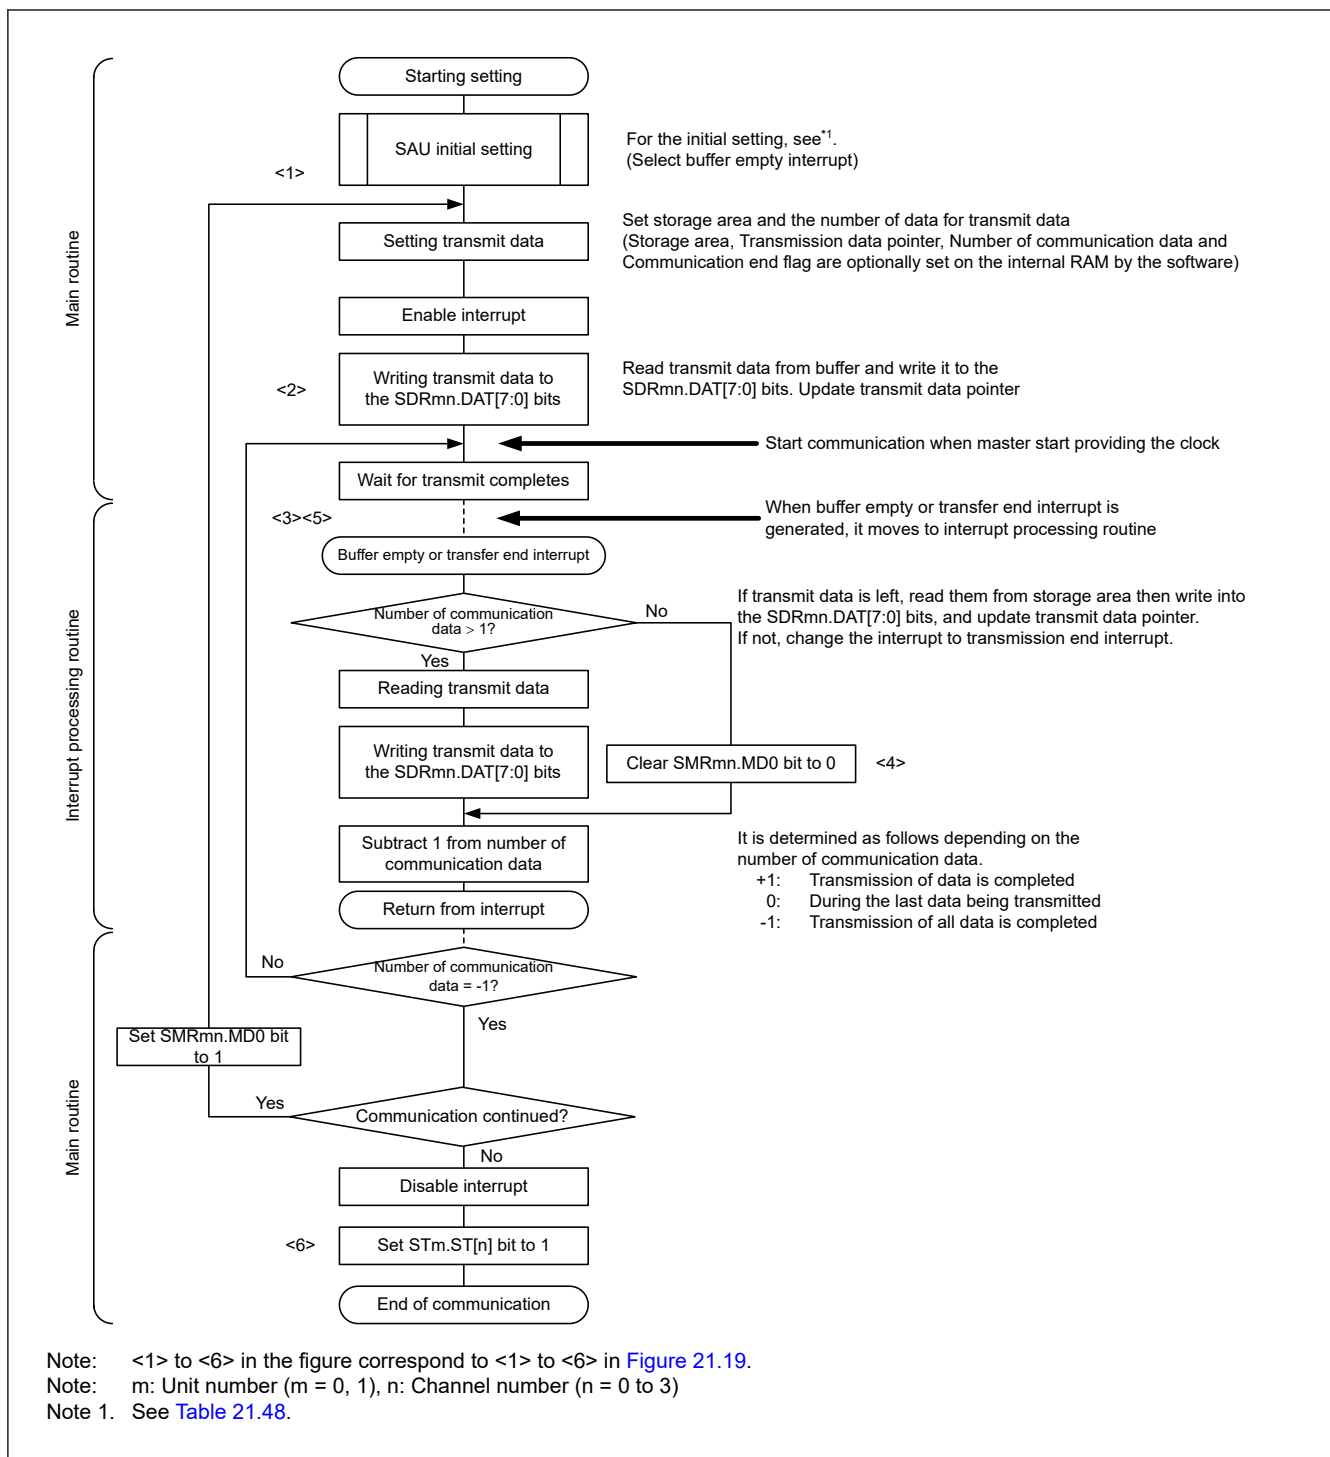 Starting setting
SAU initial setting
For the initial setting, see*1.
(Select buffer empty interrupt)
<1>
Setting transmit data
Set storage area and the number of data for transmit data
(Storage area, Transmission data pointer, Number of communication data and
Communication end flag are optionally set on the internal RAM by the software)
Main routine
Enable interrupt
<2>
Writing transmit data to
the SDRmn.DAT[7:0] bits
Read transmit data from buffer and write it to the
SDRmn.DAT[7:0] bits. Update transmit data pointer
Start communication when master start providing the clock
Wait for transmit completes
<3><5>
When buffer empty or transfer end interrupt is
generated, it moves to interrupt processing routine
Buffer empty or transfer end interrupt
Number of communication
data > 1?
No
Yes
If transmit data is left, read them from storage area then write into
the SDRmn.DAT[7:0] bits, and update transmit data pointer.
If not, change the interrupt to transmission end interrupt.
Interrupt processing routine
Reading transmit data
Writing transmit data to
the SDRmn.DAT[7:0] bits
Clear SMRmn.MD0 bit to 0
<4>
Subtract 1 from number of
communication data
It is determined as follows depending on the
number of communication data.
+1: Transmission of data is completed
0: During the last data being transmitted
-1: Transmission of all data is completed
Return from interrupt
No
Number of communication
data = -1?
Yes
Set SMRmn.MD0 bit
to 1
Main routine
Yes
Communication continued?
No
Disable interrupt
<6>
Set STm.ST[n] bit to 1
End of communication
Note: <1> to <6> in the figure correspond to <1> to <6> in Figure 21.19.
Note: m: Unit number (m = 0, 1), n: Channel number (n = 0 to 3)
Note 1. See Table 21.48.